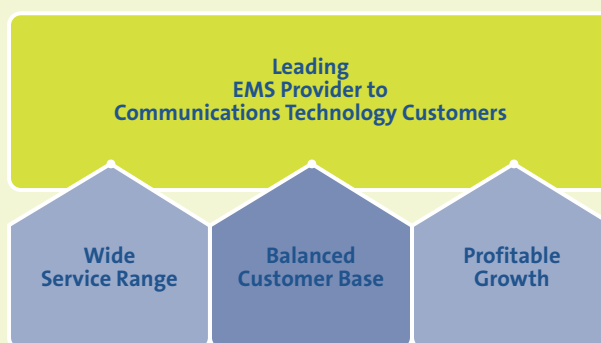 Leading
EMS Provider to
Communications Technology Customers
Wide
Service Range
Balanced
Customer Base
Profitable
Growth